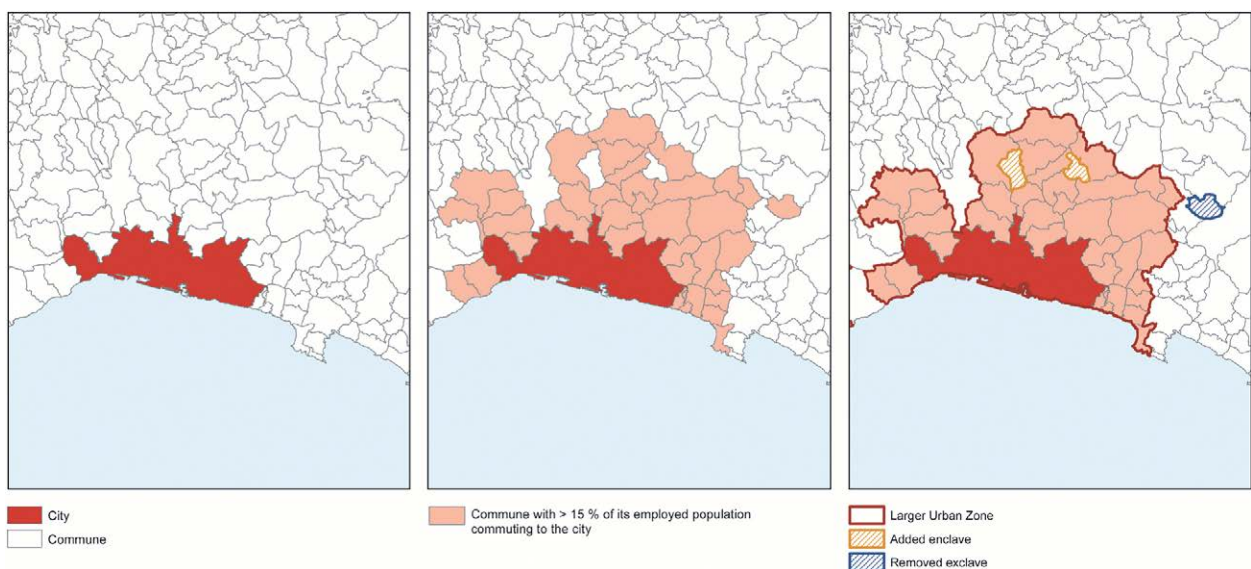 City
Commune
Commune with > 15 % of its employed population
commuting to the city
Larger Urban Zone
Added enclave
Removed exclave